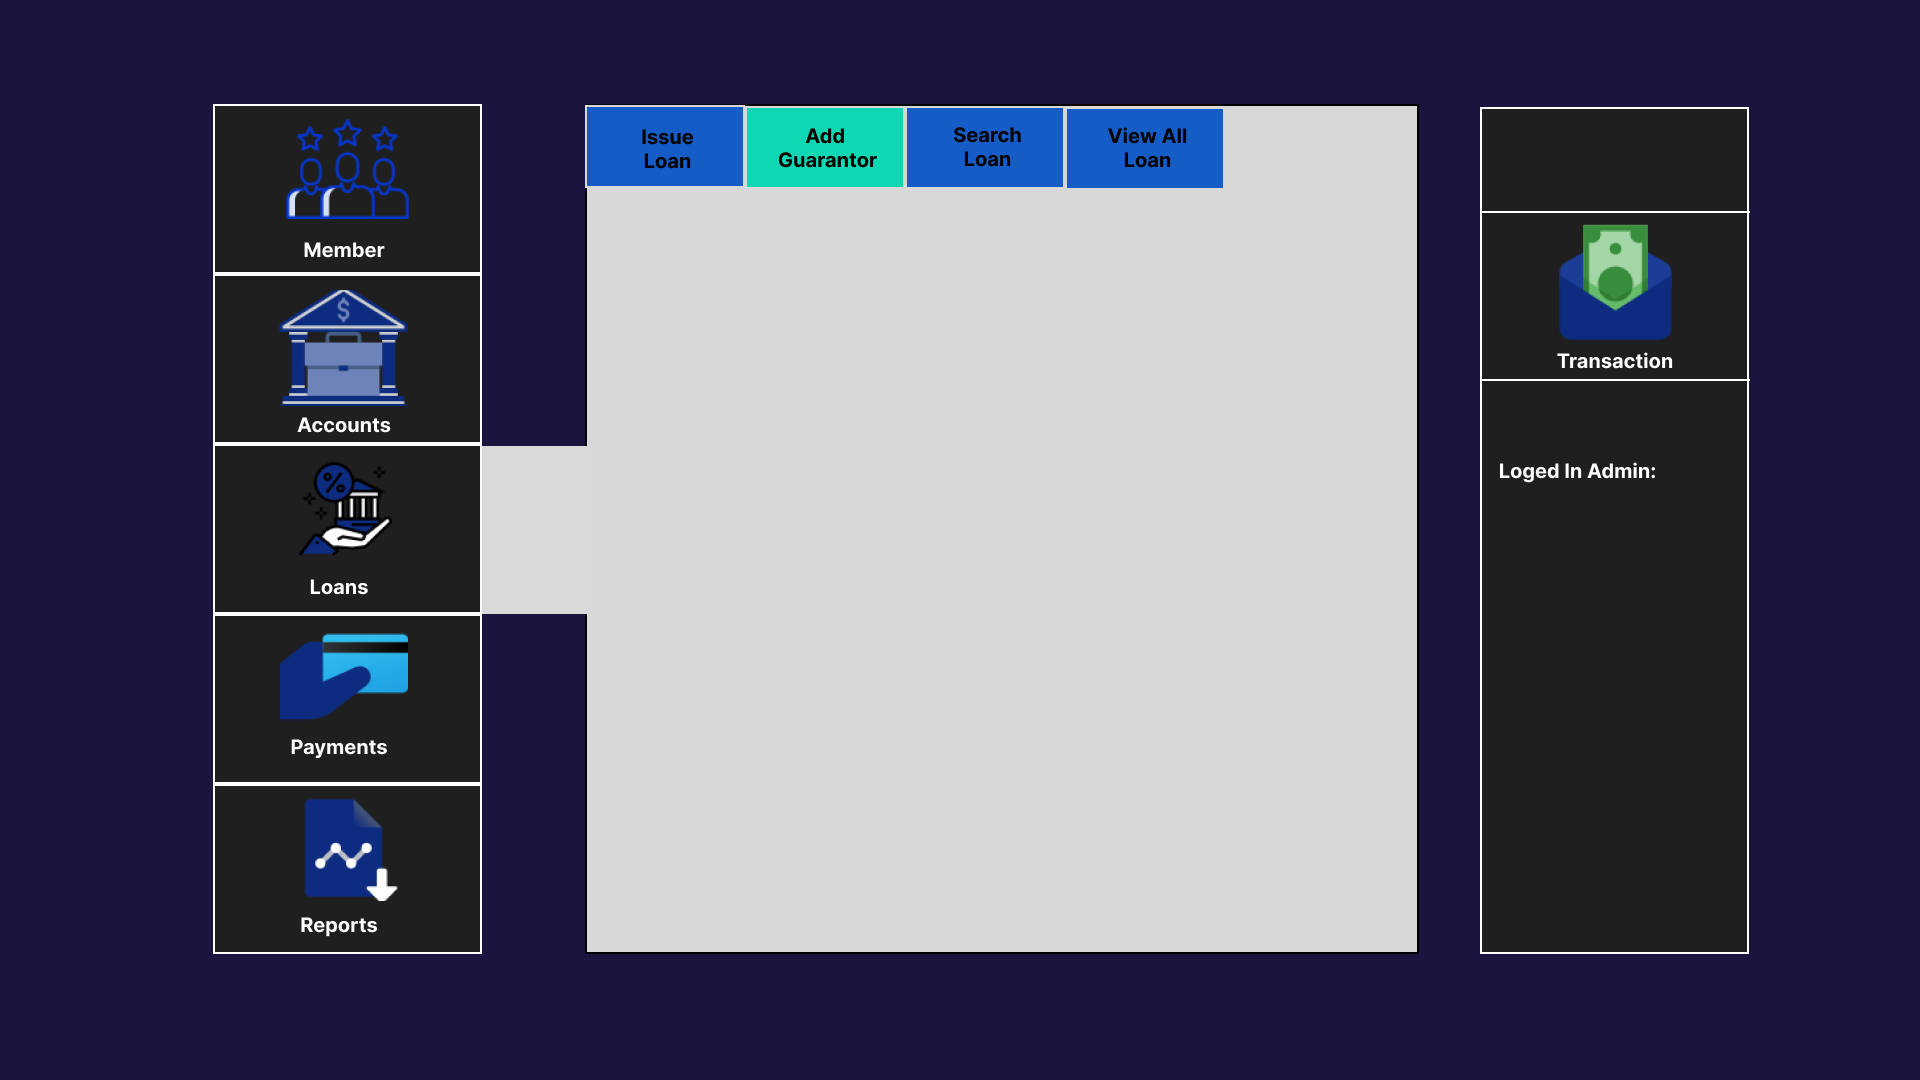 Member
Accounts
Loans
Payments
Reports
Issue
Loan
Add
Guarantor
Search
Loan
View All
Loan
Transaction
Loged In Admin: